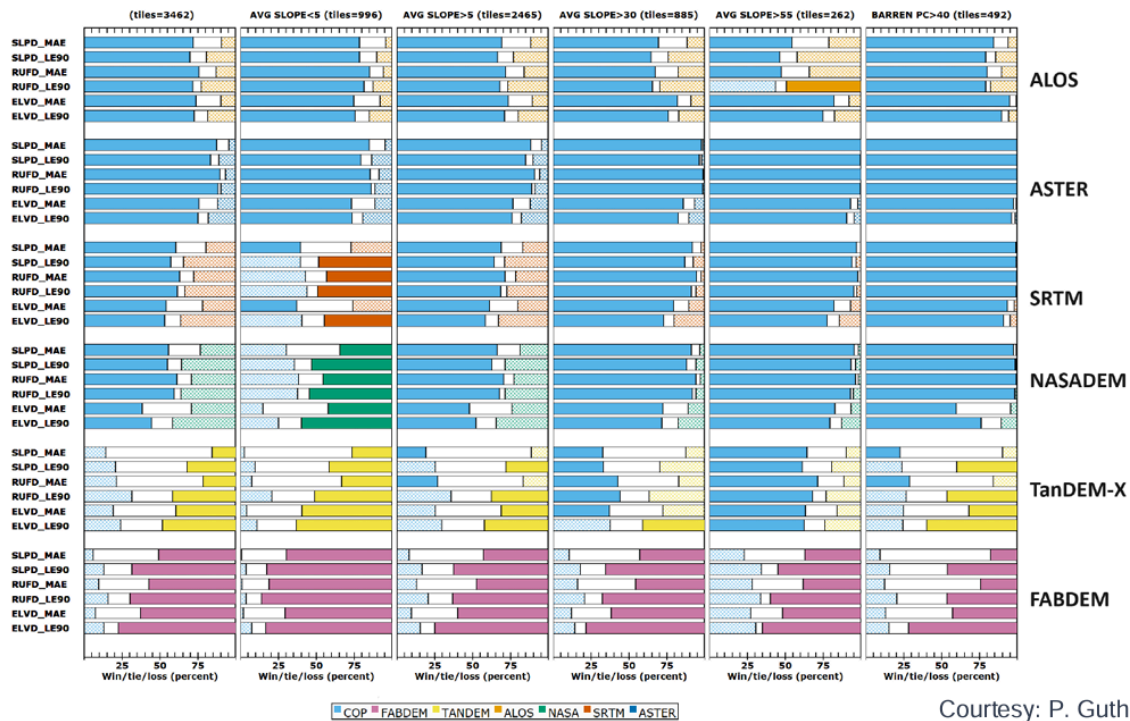 (tiles=3462) AVG SLOPE<5 (tiles=996) AVG SLOPE>5 (tiles=2465) AVG SLOPE>30 (tiles=885) AVG SLOPE>55 (tiles=262) BARREN PC>40 (tiles=492)
SLPD_MAE
SLPD_LE90
RUFD_MAE
RUFD_LE90
ELVD_MAE
ELVD_LE90
ALOS
SLPD_MAE
SLPD_LE90
RUFD_MAE
RUFD_LE90
ELVD_MAE
ELVD_LE90
ASTER
SLPD_MAE
SLPD_LE90
RUFD_MAE
RUFD_LE90
ELVD_MAE
ELVD_LE90
SRTM
SLPD_MAE
SLPD_LE90
RUFD_MAE
RUFD_LE90
ELVD_MAE
ELVD_LE90
NASADEM
SLPD_MAE
SLPD_LE90
RUFD_MAE
RUFD_LE90
ELVD_MAE
ELVD_LE90
TanDEM-X
SLPD_MAE
SLPD_LE90
RUFD_MAE
RUFD_LE90
ELVD_MAE
ELVD_LE90
FABDEM
25 50 75 25 50 75 25 50 75 25 50 75 25 50 75 25 50 75
Win/tie/loss (percent) Win/tie/loss (percent) Win/tie/loss (percent) Win/tie/loss (percent) Win/tie/loss (percent) Win/tie/loss (percent)
COP FABDEM TANDEM ALOS NASA SRTM ASTER
Courtesy: P. Guth